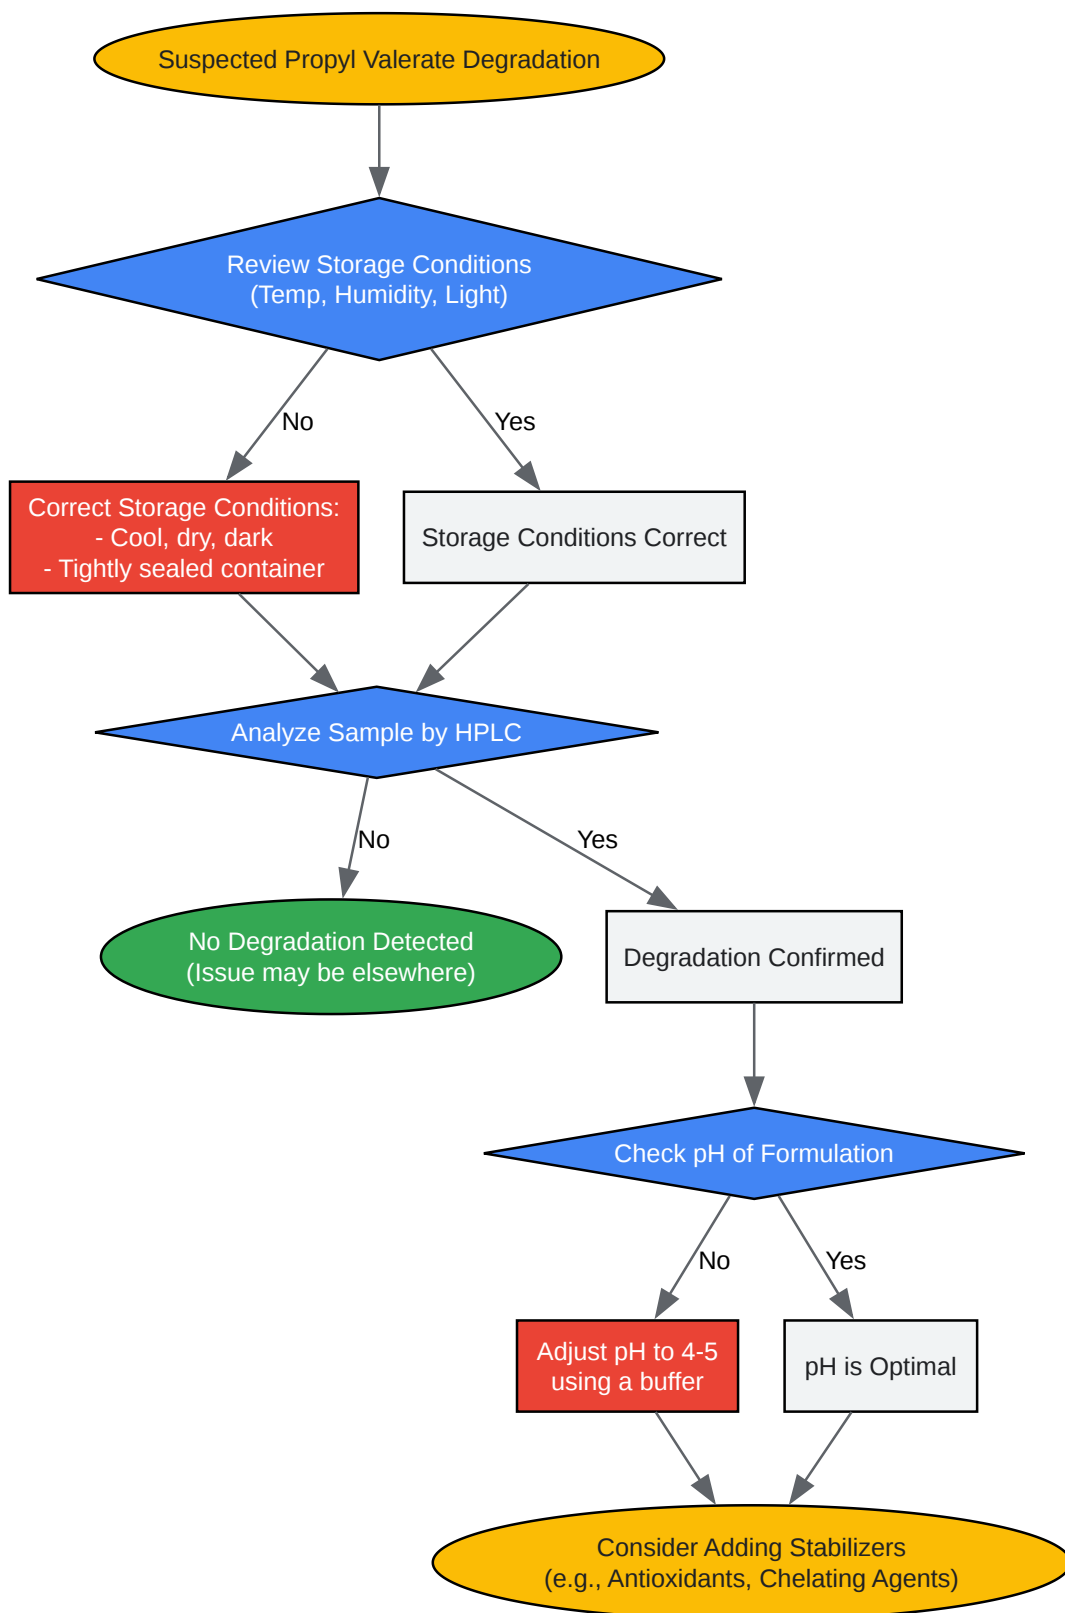 Suspected Propyl Valerate Degradation
Review Storage Conditions
(Temp, Humidity, Light)
No
Yes
Correct Storage Conditions:
- Cool, dry, dark
- Tightly sealed container
Storage Conditions Correct
Analyze Sample by HPLC
No
Yes
No Degradation Detected
(Issue may be elsewhere)
Degradation Confirmed
Check pH of Formulation
No
Yes
Adjust pH to 4-5
using a buffer
pH is Optimal
Consider Adding Stabilizers
(e.g., Antioxidants, Chelating Agents)